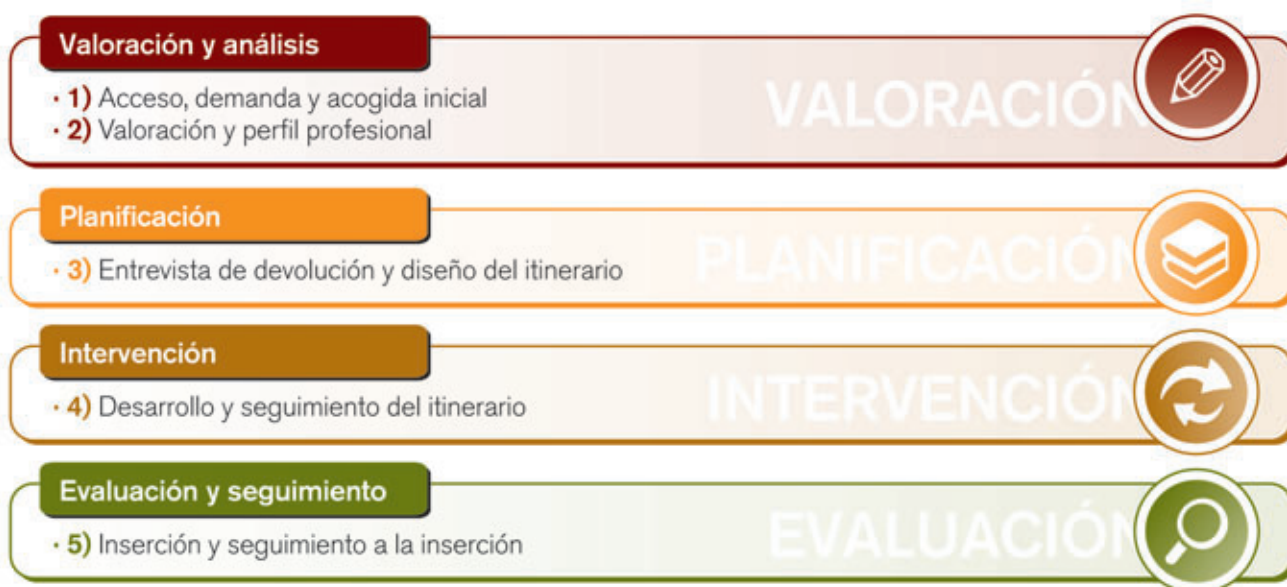 Valoración y análisis
· 1) Acceso, demanda y acogida inicial
· 2) Valoración y perfil profesional
VALORACIÓN
Planificación
· 3) Entrevista de devolución y diseño del itinerario
PLANIFICACIÓN
Intervención
· 4) Desarrollo y seguimiento del itinerario
INTERVENCIÓN
Evaluación y seguimiento
· 5) Inserción y seguimiento a la inserción
EVALUACIÓN